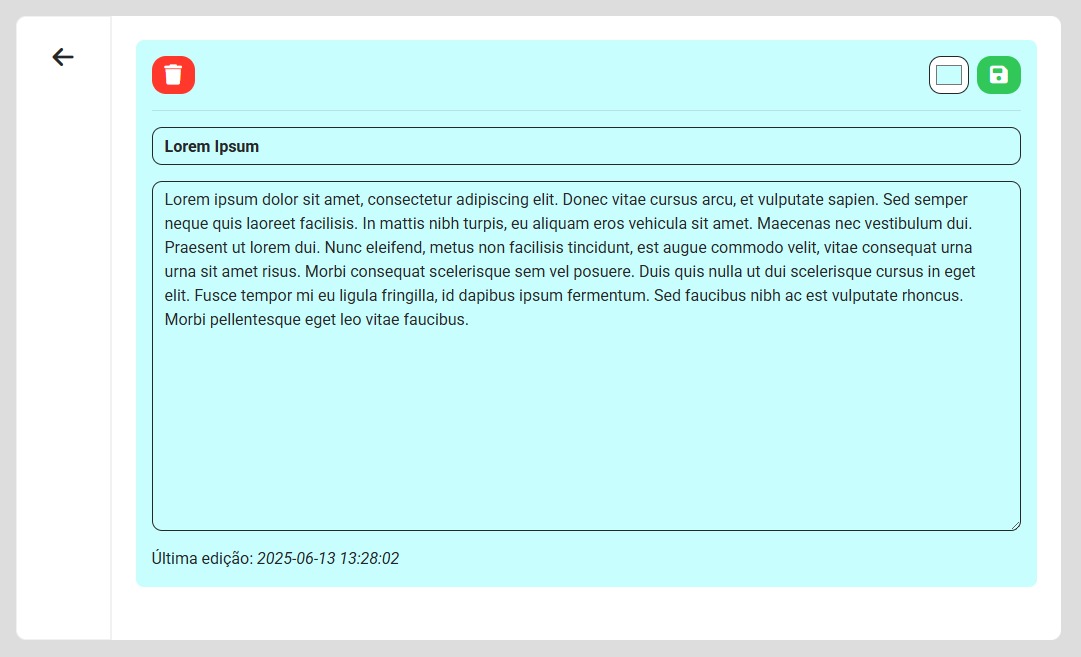 Lorem Ipsum
Lorem ipsum dolor sit amet, consectetur adipiscing elit. Donec vitae cursus arcu, et vulputate sapien. Sed semper
neque quis laoreet facilisis. In mattis nibh turpis, eu aliquam eros vehicula sit amet. Maecenas nec vestibulum dui.
Praesent ut lorem dui. Nunc eleifend, metus non facilisis tincidunt, est augue commodo velit, vitae consequat urna
urna sit amet risus. Morbi consequat scelerisque sem vel posuere. Duis quis nulla ut dui scelerisque cursus in eget
elit. Fusce tempor mi eu ligula fringilla, id dapibus ipsum fermentum. Sed faucibus nibh ac est vulputate rhoncus.
Morbi pellentesque eget leo vitae faucibus.
Última edição: 2025-06-13 13:28:02